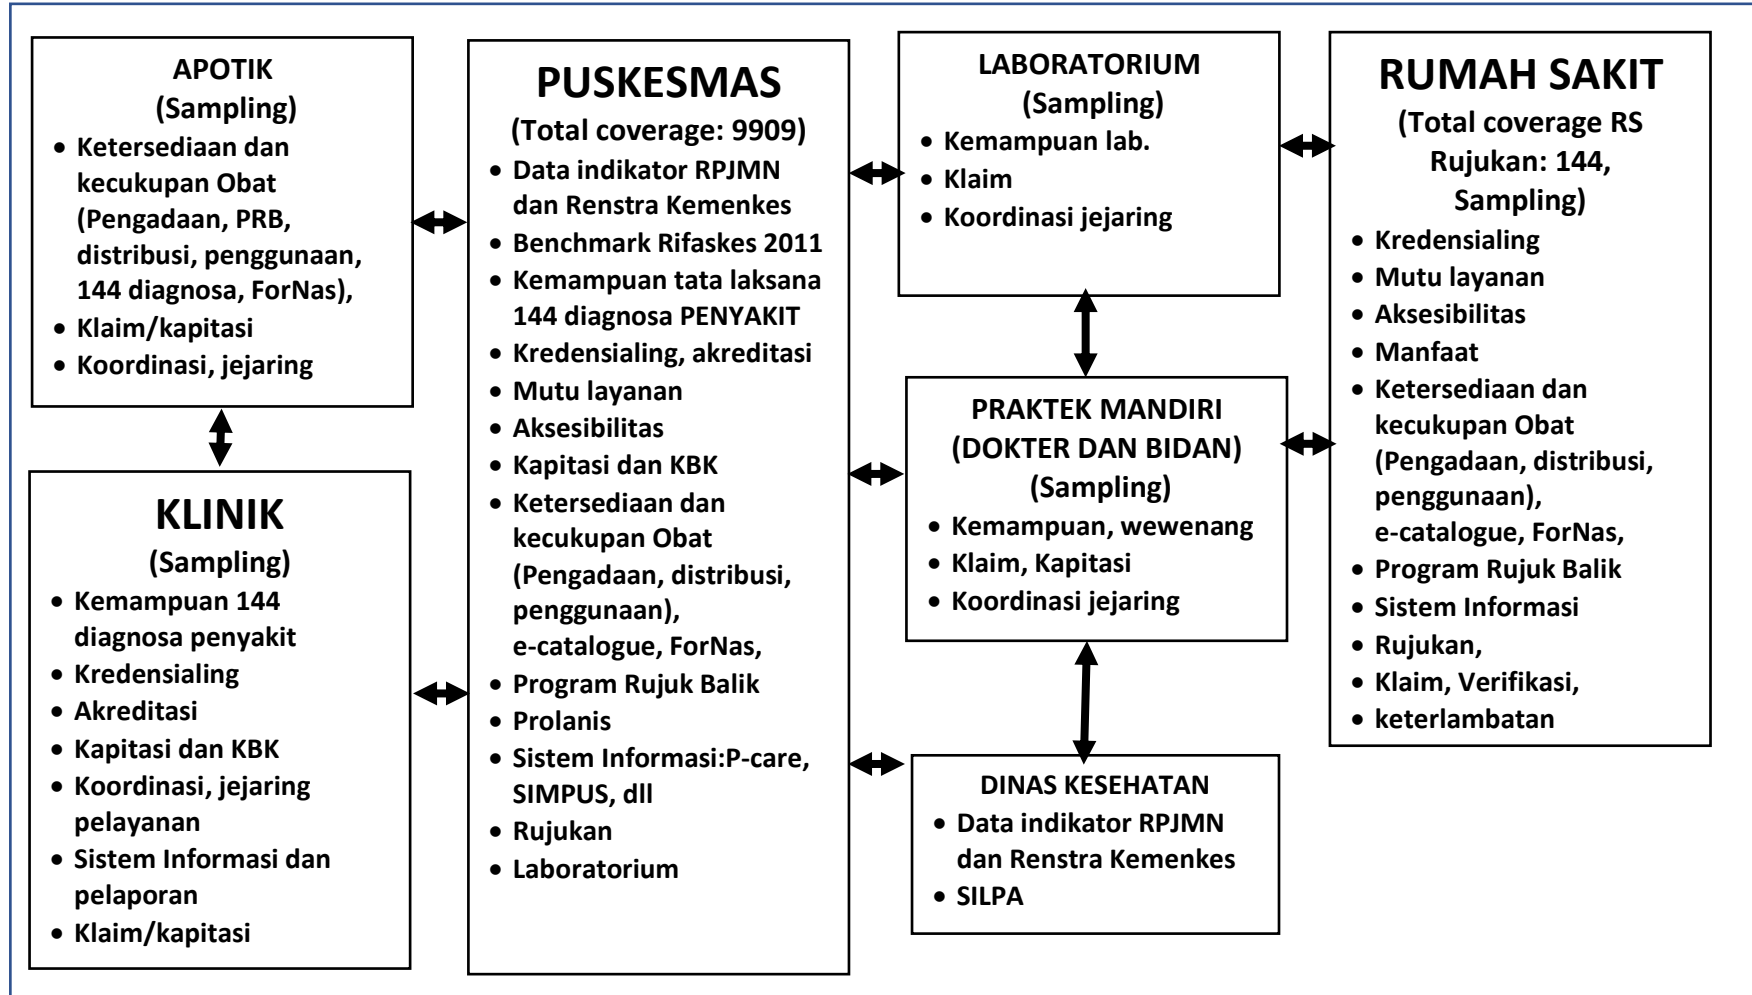 APOTIK
(Sampling)
• Ketersediaan dan
kecukupan Obat
(Pengadaan, PRB,
distribusi, penggunaan,
144 diagnosa, ForNas),
• Klaim/kapitasi
• Koordinasi, jejaring
KLINIK
(Sampling)
• Kemampuan 144
diagnosa penyakit
• Kredensialing
• Akreditasi
• Kapitasi dan KBK
• Koordinasi, jejaring
pelayanan
• Sistem Informasi dan
pelaporan
• Klaim/kapitasi
PUSKESMAS
(Total coverage: 9909)
• Data indikator RPJMN
dan Renstra Kemenkes
• Benchmark Rifaskes 2011
• Kemampuan tata laksana
144 diagnosa PENYAKIT
• Kredensialing, akreditasi
• Mutu layanan
• Aksesibilitas
• Kapitasi dan KBK
• Ketersediaan dan
kecukupan Obat
(Pengadaan, distribusi,
penggunaan),
e-catalogue, ForNas,
• Program Rujuk Balik
• Prolanis
• Sistem Informasi:P-care,
SIMPUS, dll
• Rujukan
• Laboratorium
LABORATORIUM
(Sampling)
• Kemampuan lab.
• Klaim
• Koordinasi jejaring
PRAKTEK MANDIRI
(DOKTER DAN BIDAN)
(Sampling)
• Kemampuan, wewenang
• Klaim, Kapitasi
• Koordinasi jejaring
DINAS KESEHATAN
• Data indikator RPJMN
dan Renstra Kemenkes
• SILPA
RUMAH SAKIT
(Total coverage RS
Rujukan: 144,
Sampling)
• Kredensialing
• Mutu layanan
• Aksesibilitas
• Manfaat
• Ketersediaan dan
kecukupan Obat
(Pengadaan, distribusi,
penggunaan),
e-catalogue, ForNas,
• Program Rujuk Balik
• Sistem Informasi
• Rujukan,
• Klaim, Verifikasi,
• keterlambatan